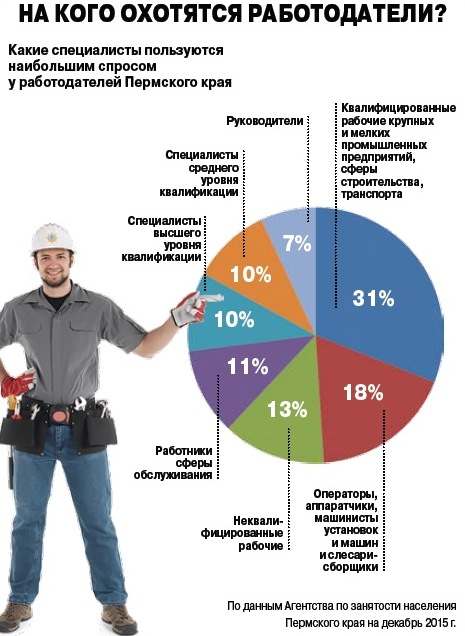 НА КОГО ОХОТЯТСЯ РАБОТОДАТЕЛИ?
Какие специалисты пользуются
наибольшим спросом
у работодателей Пермского края
Квалифицированные
рабочие крупных
и мелких
промышленных
предприятий,
сферы
строительства,
транспорта
Руководители
Специалисты
среднего
уровня
квалификации
Специалисты
высшего
уровня
квалификации
7%
31%
10%
10%
11%
18%
13%
Работники
сферы
обслуживания
Неквали-
фицированные
рабочие
Операторы,
аппаратчики,
машинисты
установок
и машин
и слесари-
сборщики
По данным Агентства по занятости населения
Пермского края на декабрь 2015 г.